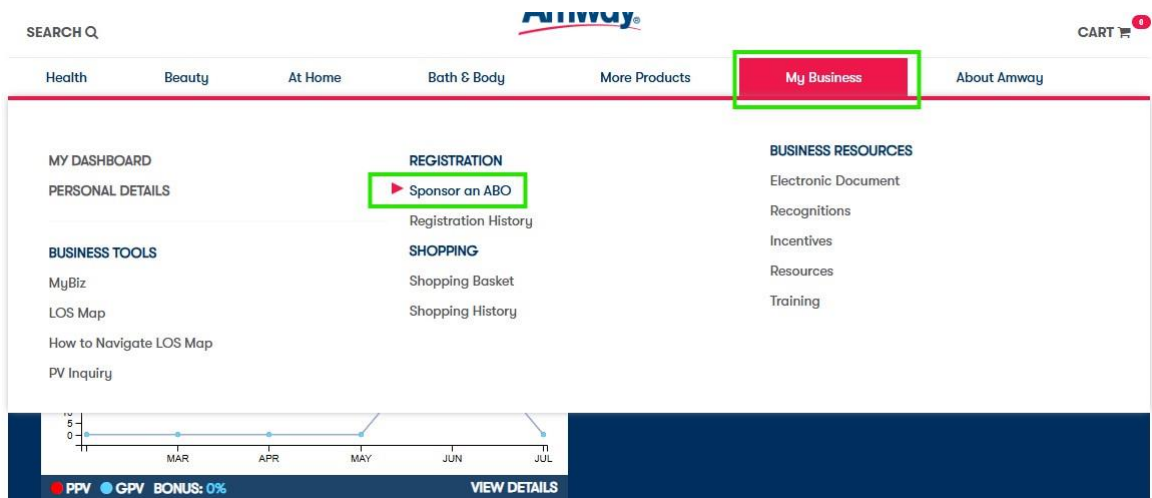 SEARCH
Amway
CART 0
Health Beauty At Home Bath & Body More Products My Business About Amway
MY DASHBOARD
PERSONAL DETAILS
BUSINESS TOOLS
MyBiz
LOS Map
How to Navigate LOS Map
PV Inquiry
REGISTRATION
Sponsor an ABO
Registration History
SHOPPING
Shopping Basket
Shopping History
BUSINESS RESOURCES
Electronic Document
Recognitions
Incentives
Resources
Training
5
0
MAR APR MAY JUN JUL
PPV GPV BONUS: 0% VIEW DETAILS